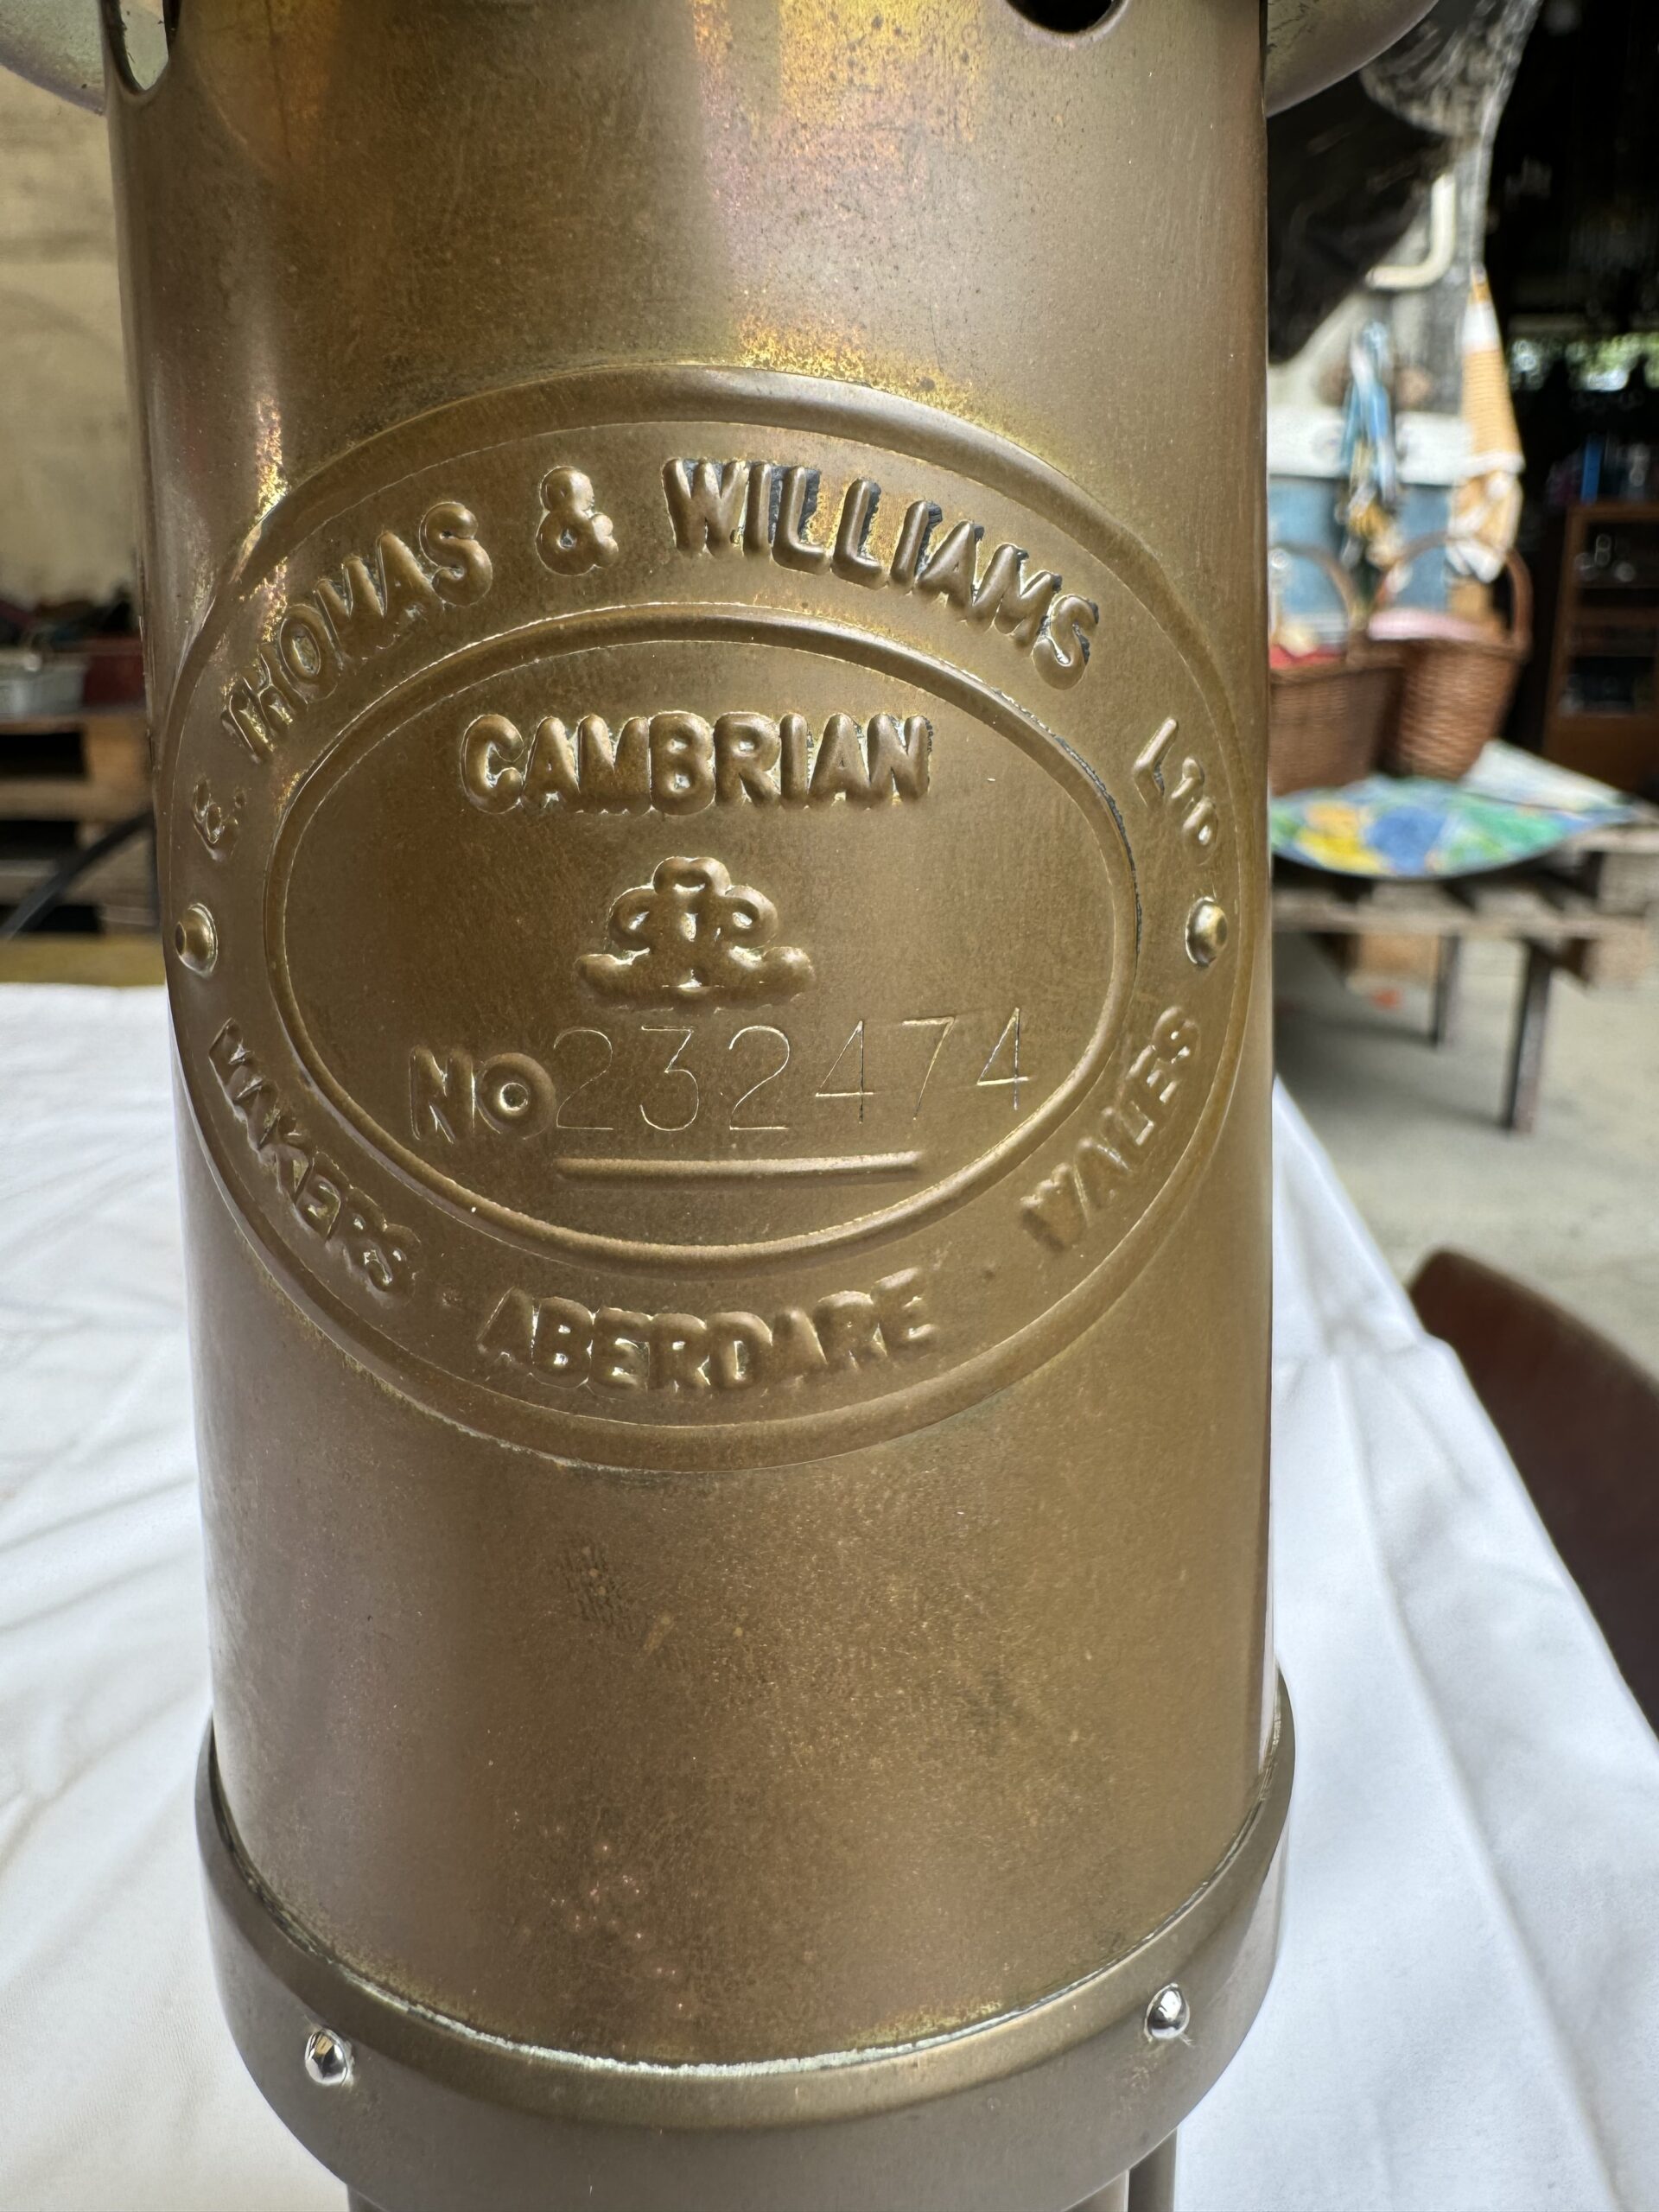 E. THOMAS & WILLIAMS LTD
CAMBRIAN
NO 232474
MAKERS · ABERDARE · WALES